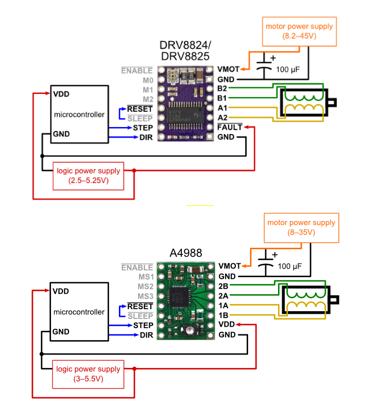 DRV8824/
DRV8825
motor power supply
(8.2–45V)
ENABLE
M0
M1
M2
RESET
SLEEP
STEP
DIR
VMOT
GND
B2
B1
A1
A2
FAULT
GND
100 µF
+
VDD
microcontroller
GND
logic power supply
(2.5–5.25V)
A4988
motor power supply
(8–35V)
ENABLE
MS1
MS2
MS3
RESET
SLEEP
STEP
DIR
VMOT
GND
2B
2A
1A
1B
VDD
GND
100 µF
+
VDD
microcontroller
GND
logic power supply
(3–5.5V)